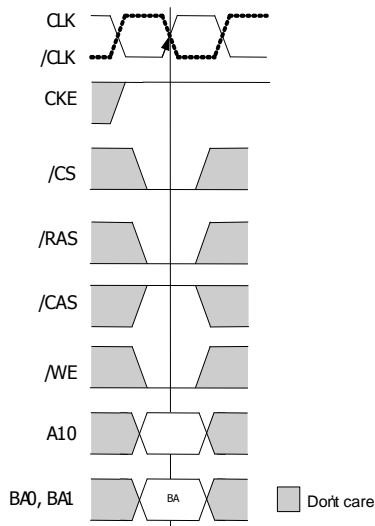 CLK
/CLK
CKE
/CS
/RAS
/CAS
/WE
A10
BA0, BA1
BA
Don't care